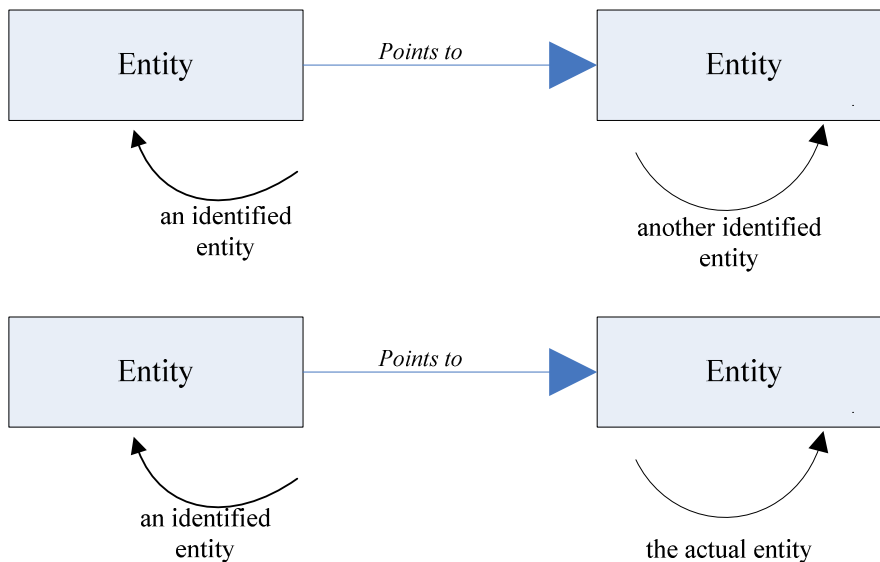 Entity
Points to
Entity
an identified
entity
another identified
entity
Entity
Points to
Entity
an identified
entity
the actual entity